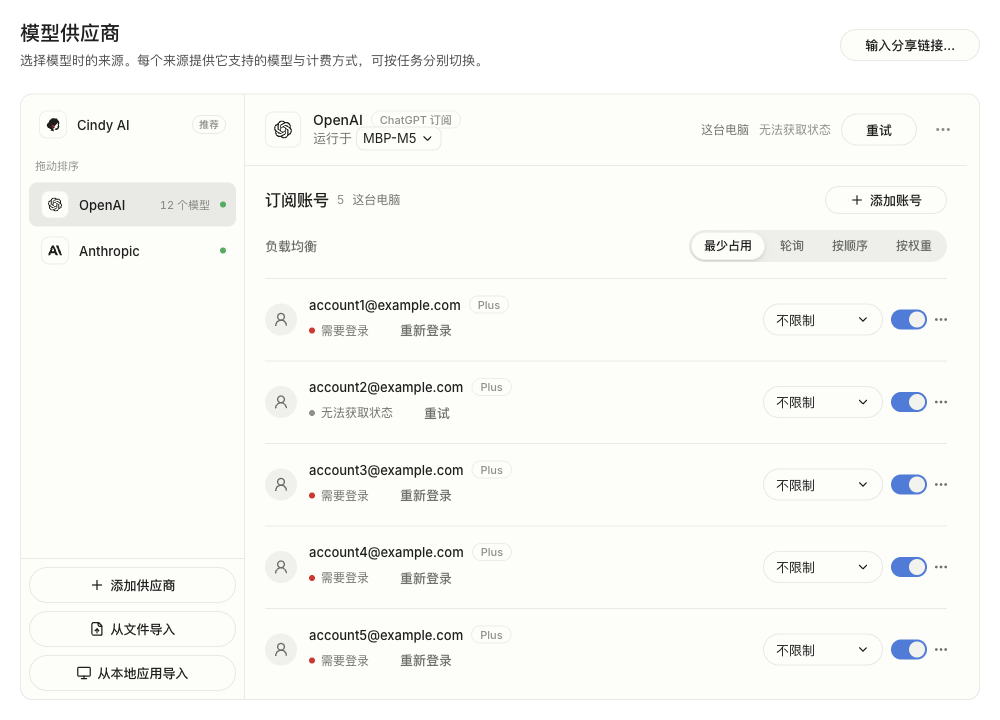 模型供应商
选择模型时的来源。每个来源提供它支持的模型与计费方式，可按任务分别切换。
输入分享链接...
Cindy AI 推荐
拖动排序
OpenAI 12 个模型
Anthropic
添加供应商
从文件导入
从本地应用导入
OpenAI ChatGPT 订阅
运行于 MBP-M5
这台电脑 无法获取状态 重试
订阅账号 5 这台电脑
添加账号
负载均衡
最少占用 轮询 按顺序 按权重
account1@example.com Plus
需要登录 重新登录
不限制
account2@example.com Plus
无法获取状态 重试
不限制
account3@example.com Plus
需要登录 重新登录
不限制
account4@example.com Plus
需要登录 重新登录
不限制
account5@example.com Plus
需要登录 重新登录
不限制